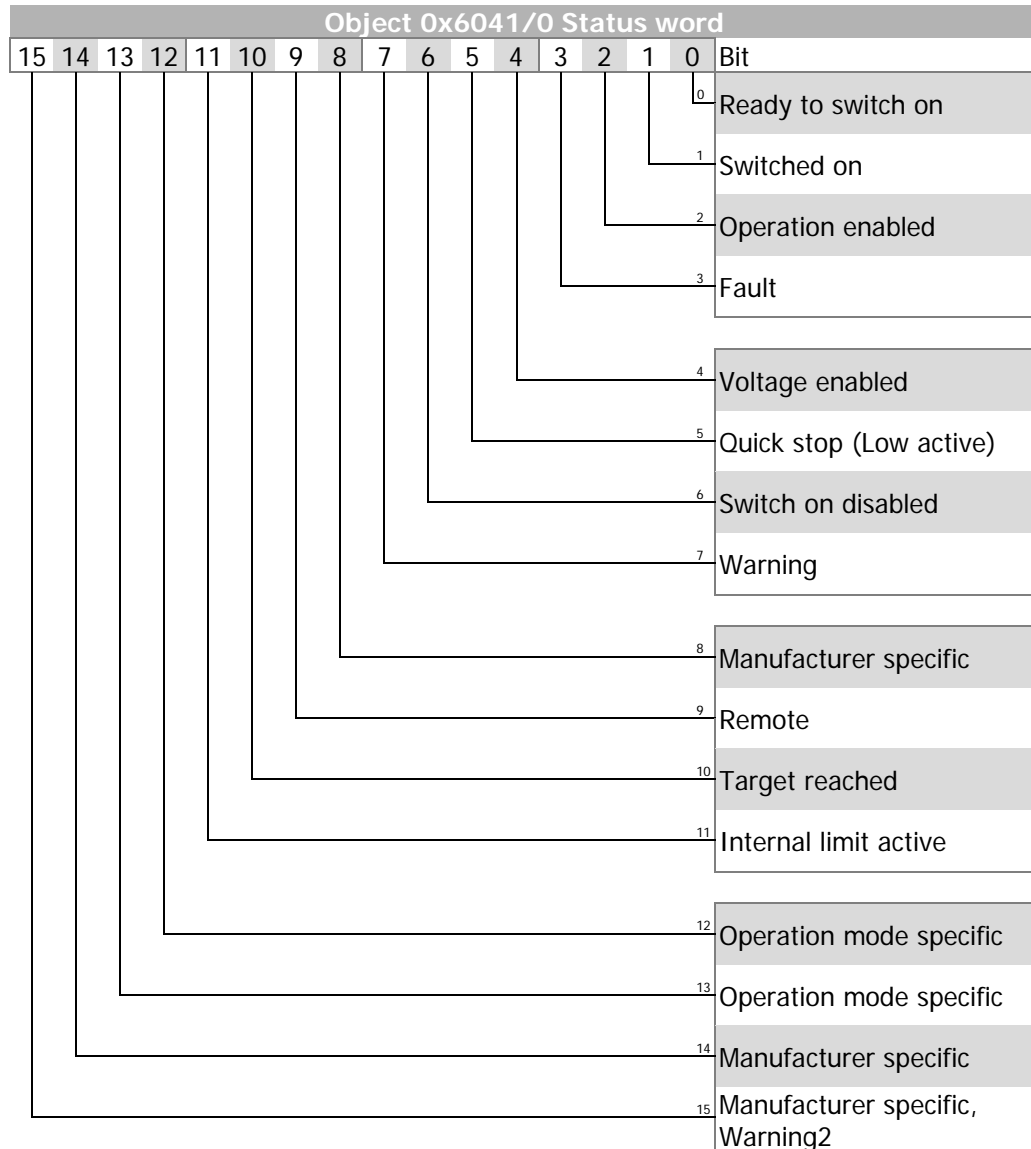 Object 0x6041/0 Status word
15 14 13 12 11 10 9 8 7 6 5 4 3 2 1 0 Bit
0 Ready to switch on
1 Switched on
2 Operation enabled
3 Fault
4 Voltage enabled
5 Quick stop (Low active)
6 Switch on disabled
7 Warning
8 Manufacturer specific
9 Remote
10 Target reached
11 Internal limit active
12 Operation mode specific
13 Operation mode specific
14 Manufacturer specific
15 Manufacturer specific,
Warning2